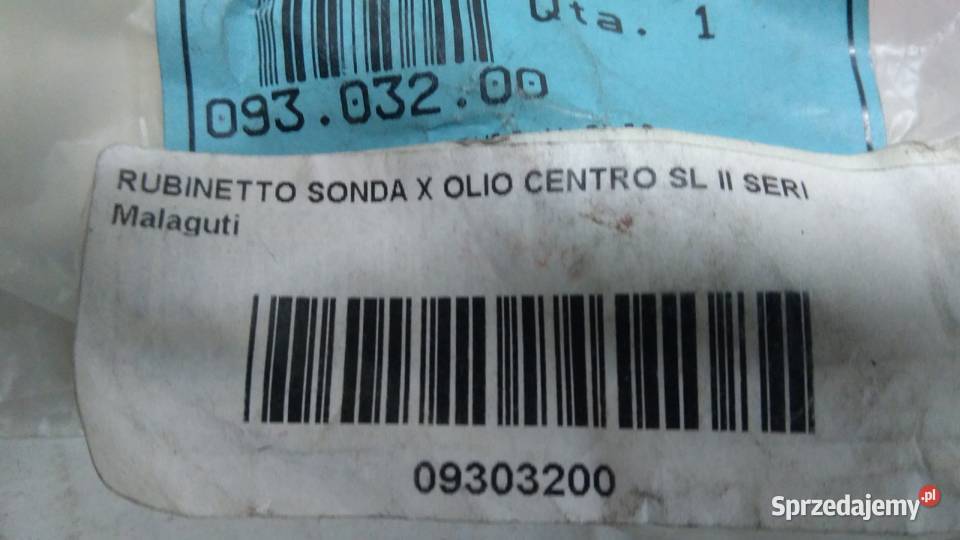 Qta. 1
093.032.00
RUBINETTO SONDA X OLIO CENTRO SL II SERI
Malaguti
09303200
Sprzedajemy.pl